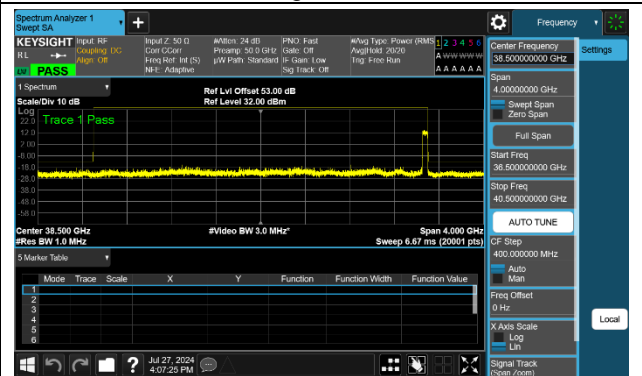 Spectrum Analyzer 1
Swept SA
Frequency
KEYSIGHT
RL
PASS
Input: RF
Coupling: DC
Align: Off
Input Z: 50 Ω
Corr CCorr
Freq Ref: Int (S)
NFE: Adaptive
#Atten: 24 dB
Preamp: 50.0 GHz
µW Path: Standard
PNO: Fast
Gate: Off
IF Gain: Low
Sig Track: Off
#Avg Type: Power (RMS
Avg|Hold: 20/20
Trig: Free Run
1 2 3 4 5 6
A W W W W W
A A A A A A
1 Spectrum
Scale/Div 10 dB
Ref Lvl Offset 53.00 dB
Ref Level 32.00 dBm
Log
Trace 1 Pass
22.0
12.0
2.00
-8.00
-18.0
-28.0
-38.0
-48.0
-58.0
Center 38.500 GHz
#Res BW 1.0 MHz
#Video BW 3.0 MHz*
Span 4.000 GHz
Sweep 6.67 ms (20001 pts)
5 Marker Table
Mode Trace Scale X Y Function Function Width Function Value
1
2
3
4
5
6
Jul 27, 2024
4:07:25 PM
Center Frequency
38.500000000 GHz
Span
4.00000000 GHz
Swept Span
Zero Span
Full Span
Start Freq
36.500000000 GHz
Stop Freq
40.500000000 GHz
AUTO TUNE
CF Step
400.000000 MHz
Auto
Man
Freq Offset
0 Hz
X Axis Scale
Log
Lin
Signal Track
(Span Zoom)
Settings
Local